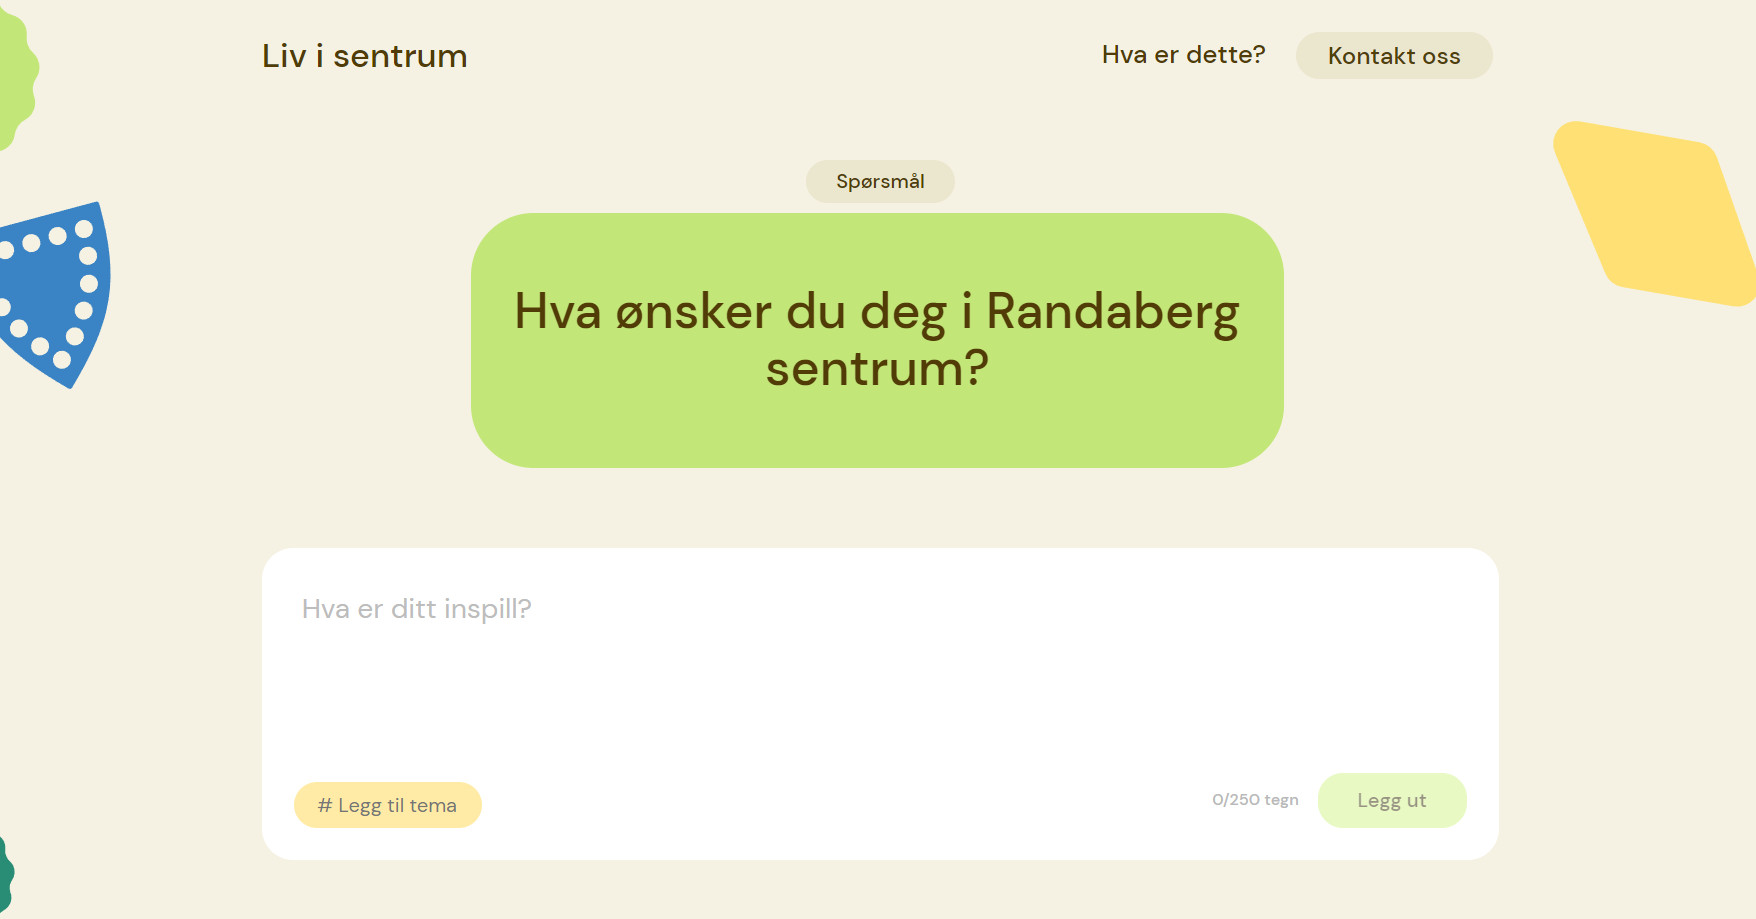 Liv i sentrum
Hva er dette?
Kontakt oss
Spørsmål
Hva ønsker du deg i Randaberg
sentrum?
Hva er ditt inspill?
# Legg til tema
0/250 tegn
Legg ut